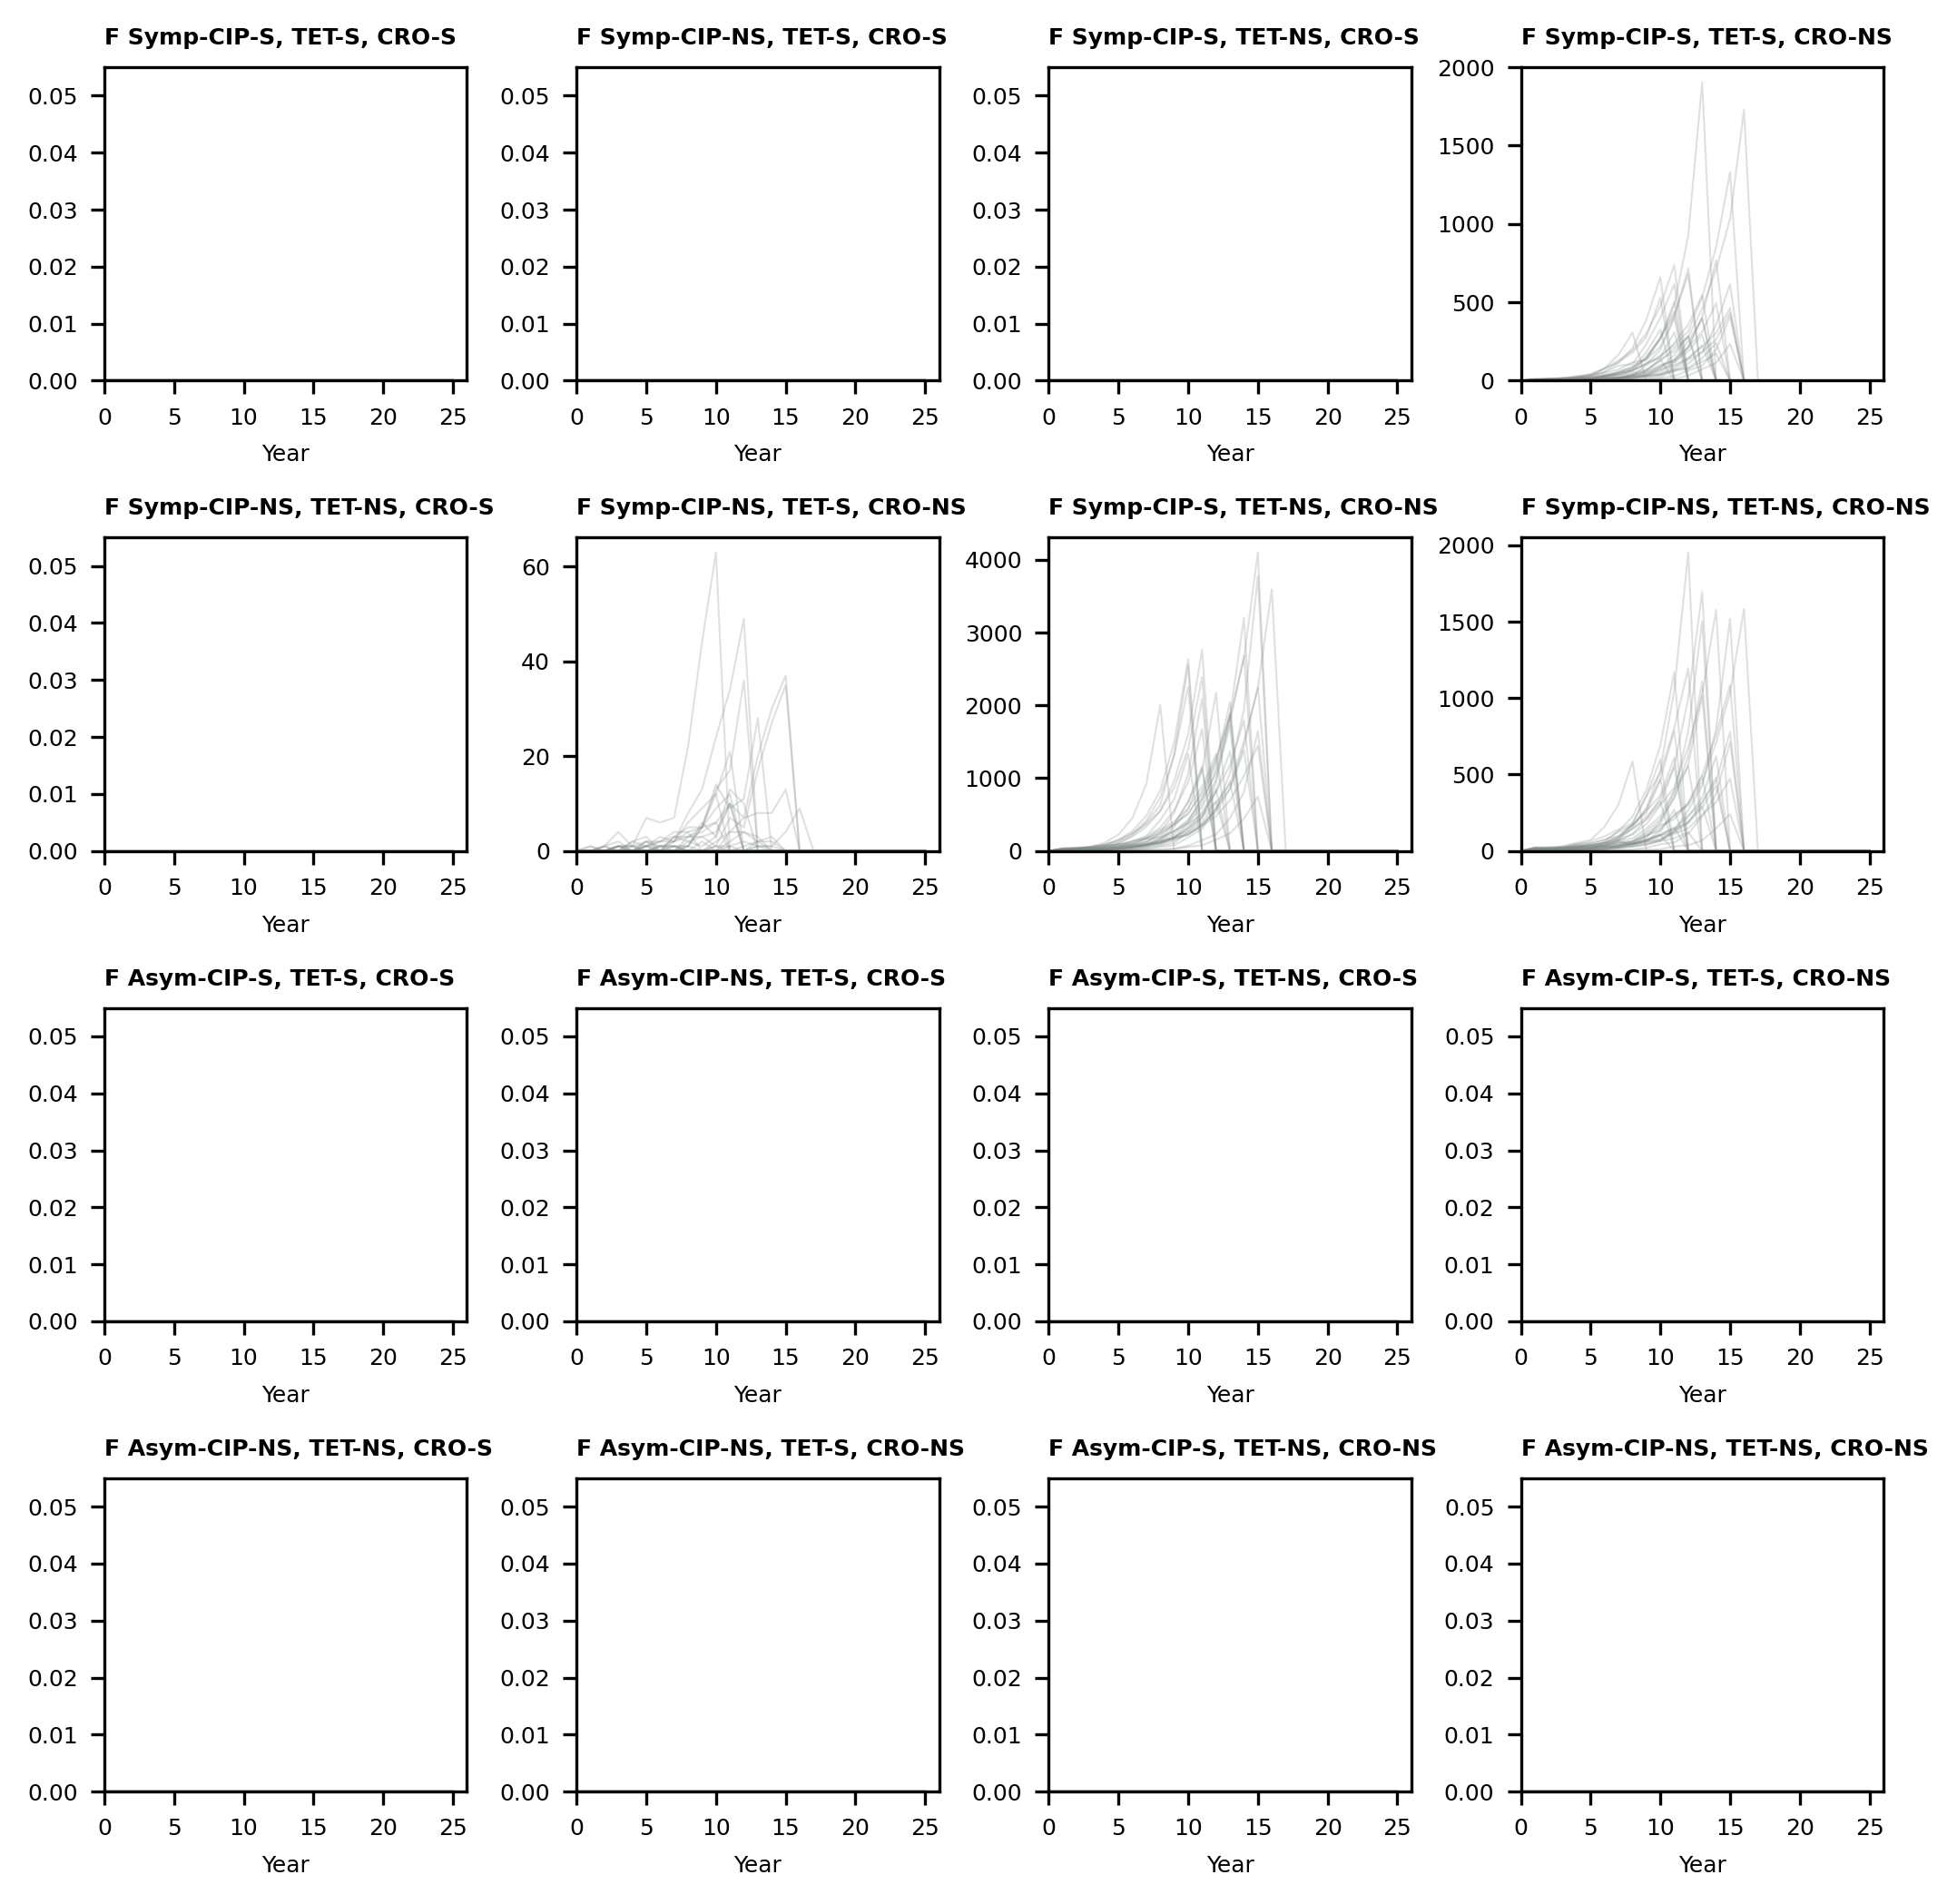 F Symp-CIP-S, TET-S, CRO-S
0.05
0.04
0.03
0.02
0.01
0.00
0 5 10 15 20 25
Year
F Symp-CIP-NS, TET-S, CRO-S
0.05
0.04
0.03
0.02
0.01
0.00
0 5 10 15 20 25
Year
F Symp-CIP-S, TET-NS, CRO-S
0.05
0.04
0.03
0.02
0.01
0.00
0 5 10 15 20 25
Year
F Symp-CIP-S, TET-S, CRO-NS
2000
1500
1000
500
0
0 5 10 15 20 25
Year
F Symp-CIP-NS, TET-NS, CRO-S
0.05
0.04
0.03
0.02
0.01
0.00
0 5 10 15 20 25
Year
F Symp-CIP-NS, TET-S, CRO-NS
60
40
20
0
0 5 10 15 20 25
Year
F Symp-CIP-S, TET-NS, CRO-NS
4000
3000
2000
1000
0
0 5 10 15 20 25
Year
F Symp-CIP-NS, TET-NS, CRO-NS
2000
1500
1000
500
0
0 5 10 15 20 25
Year
F Asym-CIP-S, TET-S, CRO-S
0.05
0.04
0.03
0.02
0.01
0.00
0 5 10 15 20 25
Year
F Asym-CIP-NS, TET-S, CRO-S
0.05
0.04
0.03
0.02
0.01
0.00
0 5 10 15 20 25
Year
F Asym-CIP-S, TET-NS, CRO-S
0.05
0.04
0.03
0.02
0.01
0.00
0 5 10 15 20 25
Year
F Asym-CIP-S, TET-S, CRO-NS
0.05
0.04
0.03
0.02
0.01
0.00
0 5 10 15 20 25
Year
F Asym-CIP-NS, TET-NS, CRO-S
0.05
0.04
0.03
0.02
0.01
0.00
0 5 10 15 20 25
Year
F Asym-CIP-NS, TET-S, CRO-NS
0.05
0.04
0.03
0.02
0.01
0.00
0 5 10 15 20 25
Year
F Asym-CIP-S, TET-NS, CRO-NS
0.05
0.04
0.03
0.02
0.01
0.00
0 5 10 15 20 25
Year
F Asym-CIP-NS, TET-NS, CRO-NS
0.05
0.04
0.03
0.02
0.01
0.00
0 5 10 15 20 25
Year